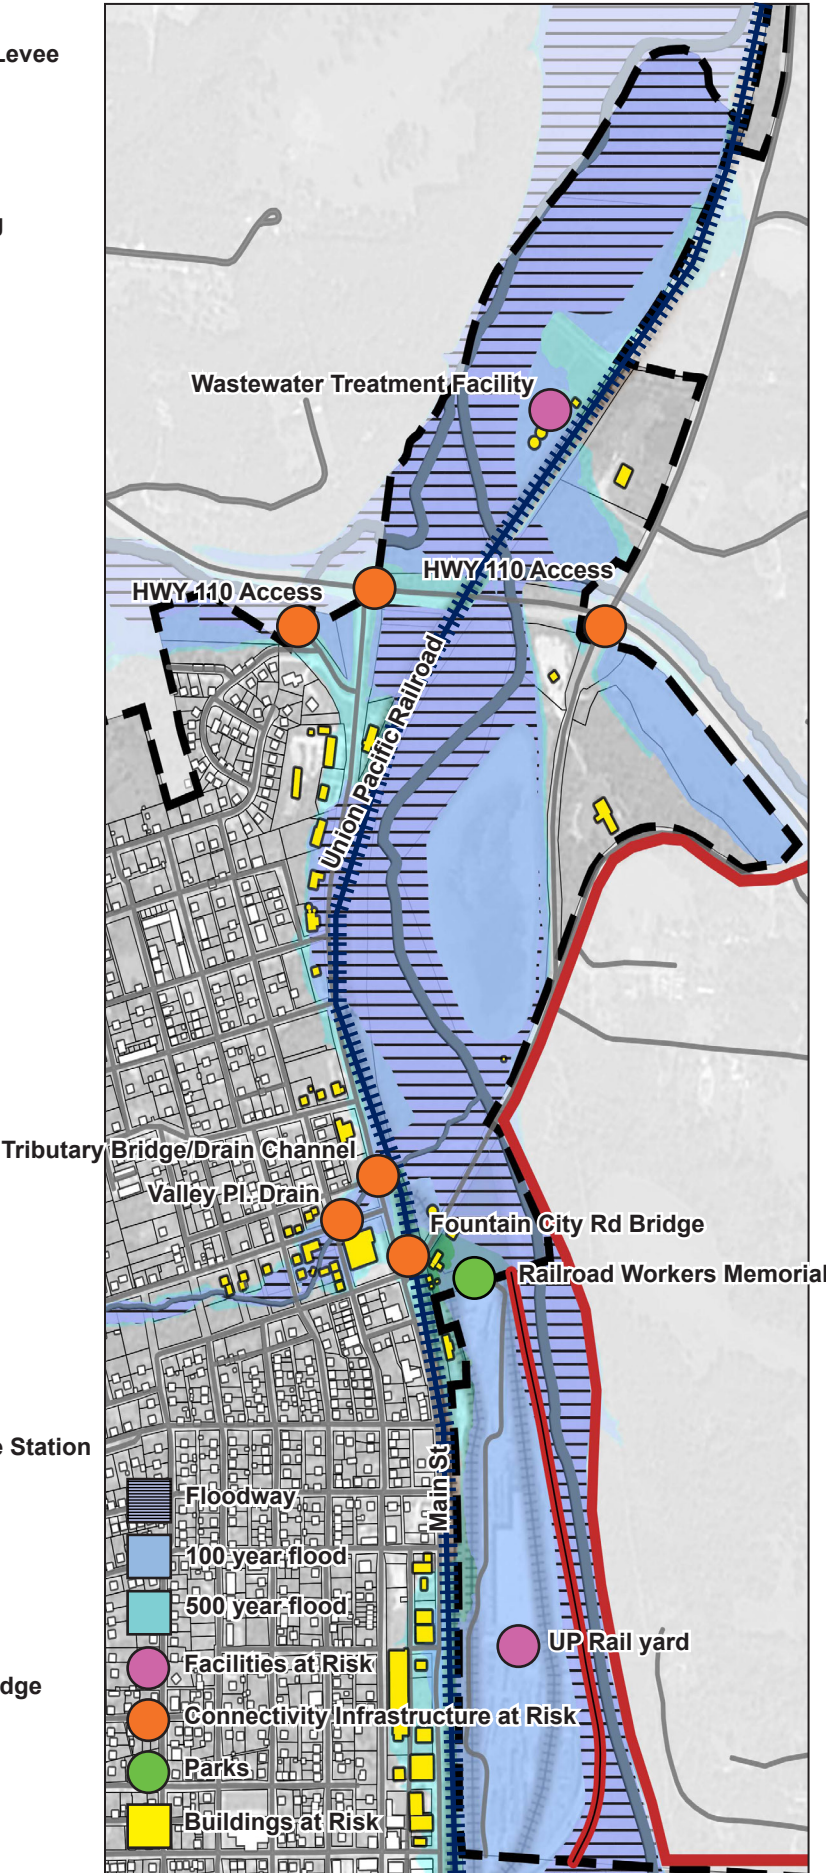 Levee
g
Wastewater Treatment Facility
HWY 110 Access
HWY 110 Access
Union Pacific Railroad
Tributary Bridge/Drain Channel
Valley Pl. Drain
Fountain City Rd Bridge
Railroad Workers Memorial
e Station
Main St
Floodway
100 year flood
500 year flood
UP Rail yard
Facilities at Risk
dge
Connectivity Infrastructure at Risk
Parks
Buildings at Risk